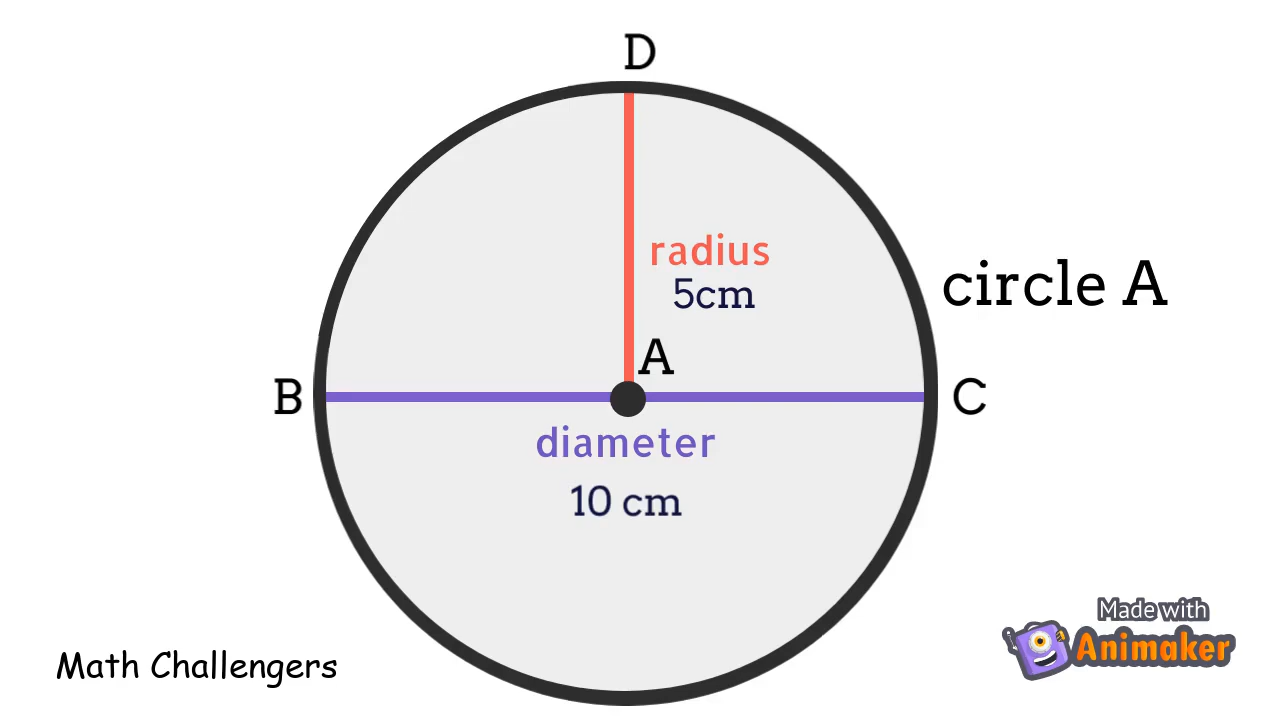 D
radius
5cm
circle A
A
B
C
diameter
10 cm
Made with
Animaker
Math Challengers